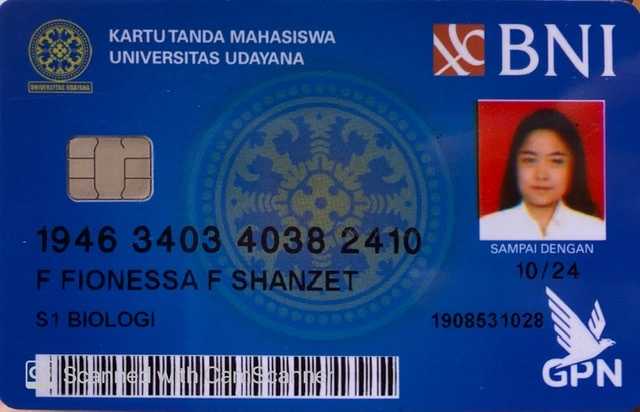 KARTU TANDA MAHASISWA
UNIVERSITAS UDAYANA
BNI
UNIVERSITAS UDAYANA
1946 3403 4038 2410
SAMPAI DENGAN
10/24
F FIONESSA F SHANZET
S1 BIOLOGI
1908531028
GPN
Scanned with CamScanner